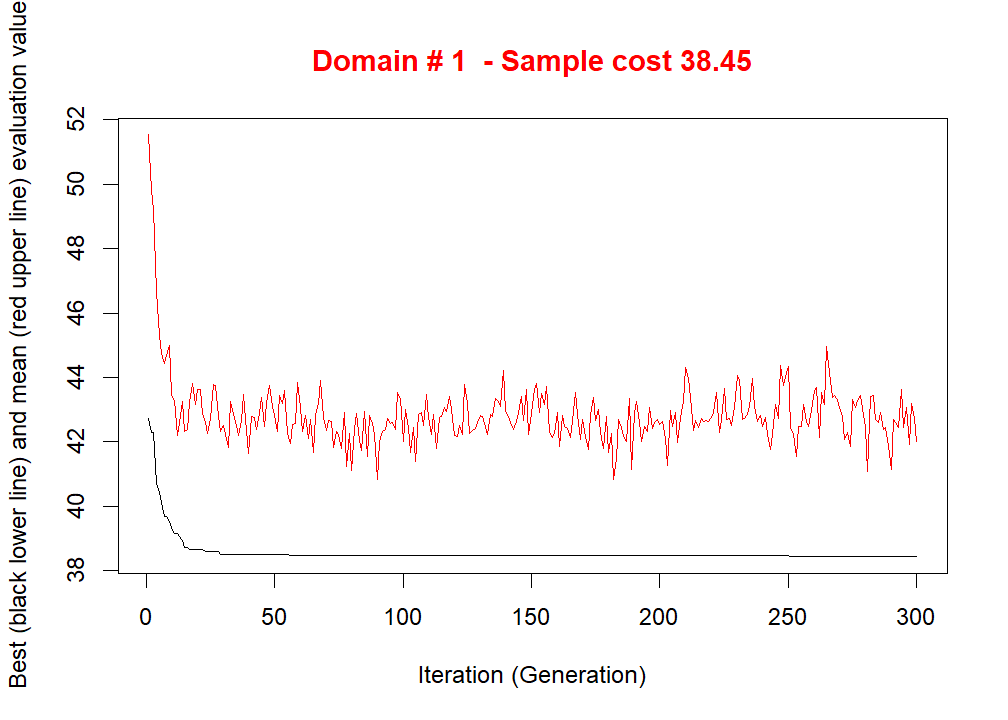 Domain # 1  - Sample cost 38.45
Best (black lower line) and mean (red upper line) evaluation value
52
50
48
46
44
42
40
38
0 50 100 150 200 250 300
Iteration (Generation)